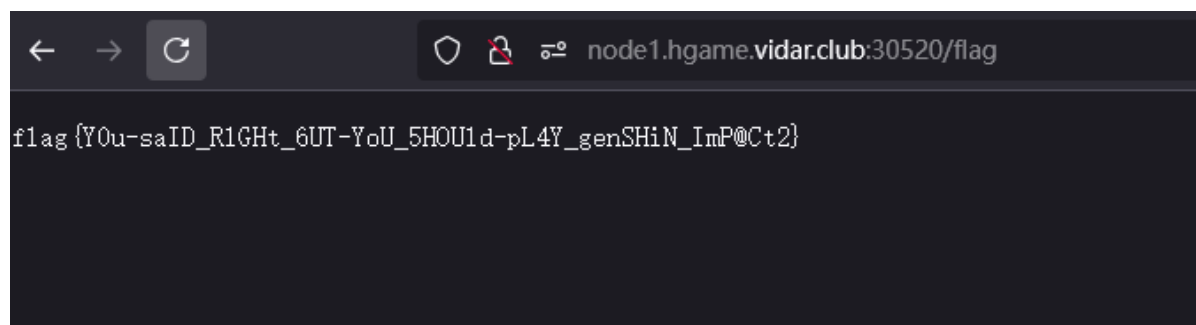 node1.hgame.vidar.club:30520/flag
flag{Y0u-saID_R1GHt_6UT-YoU_5HOU1d-pL4Y_genSHiN_ImP@Ct2}